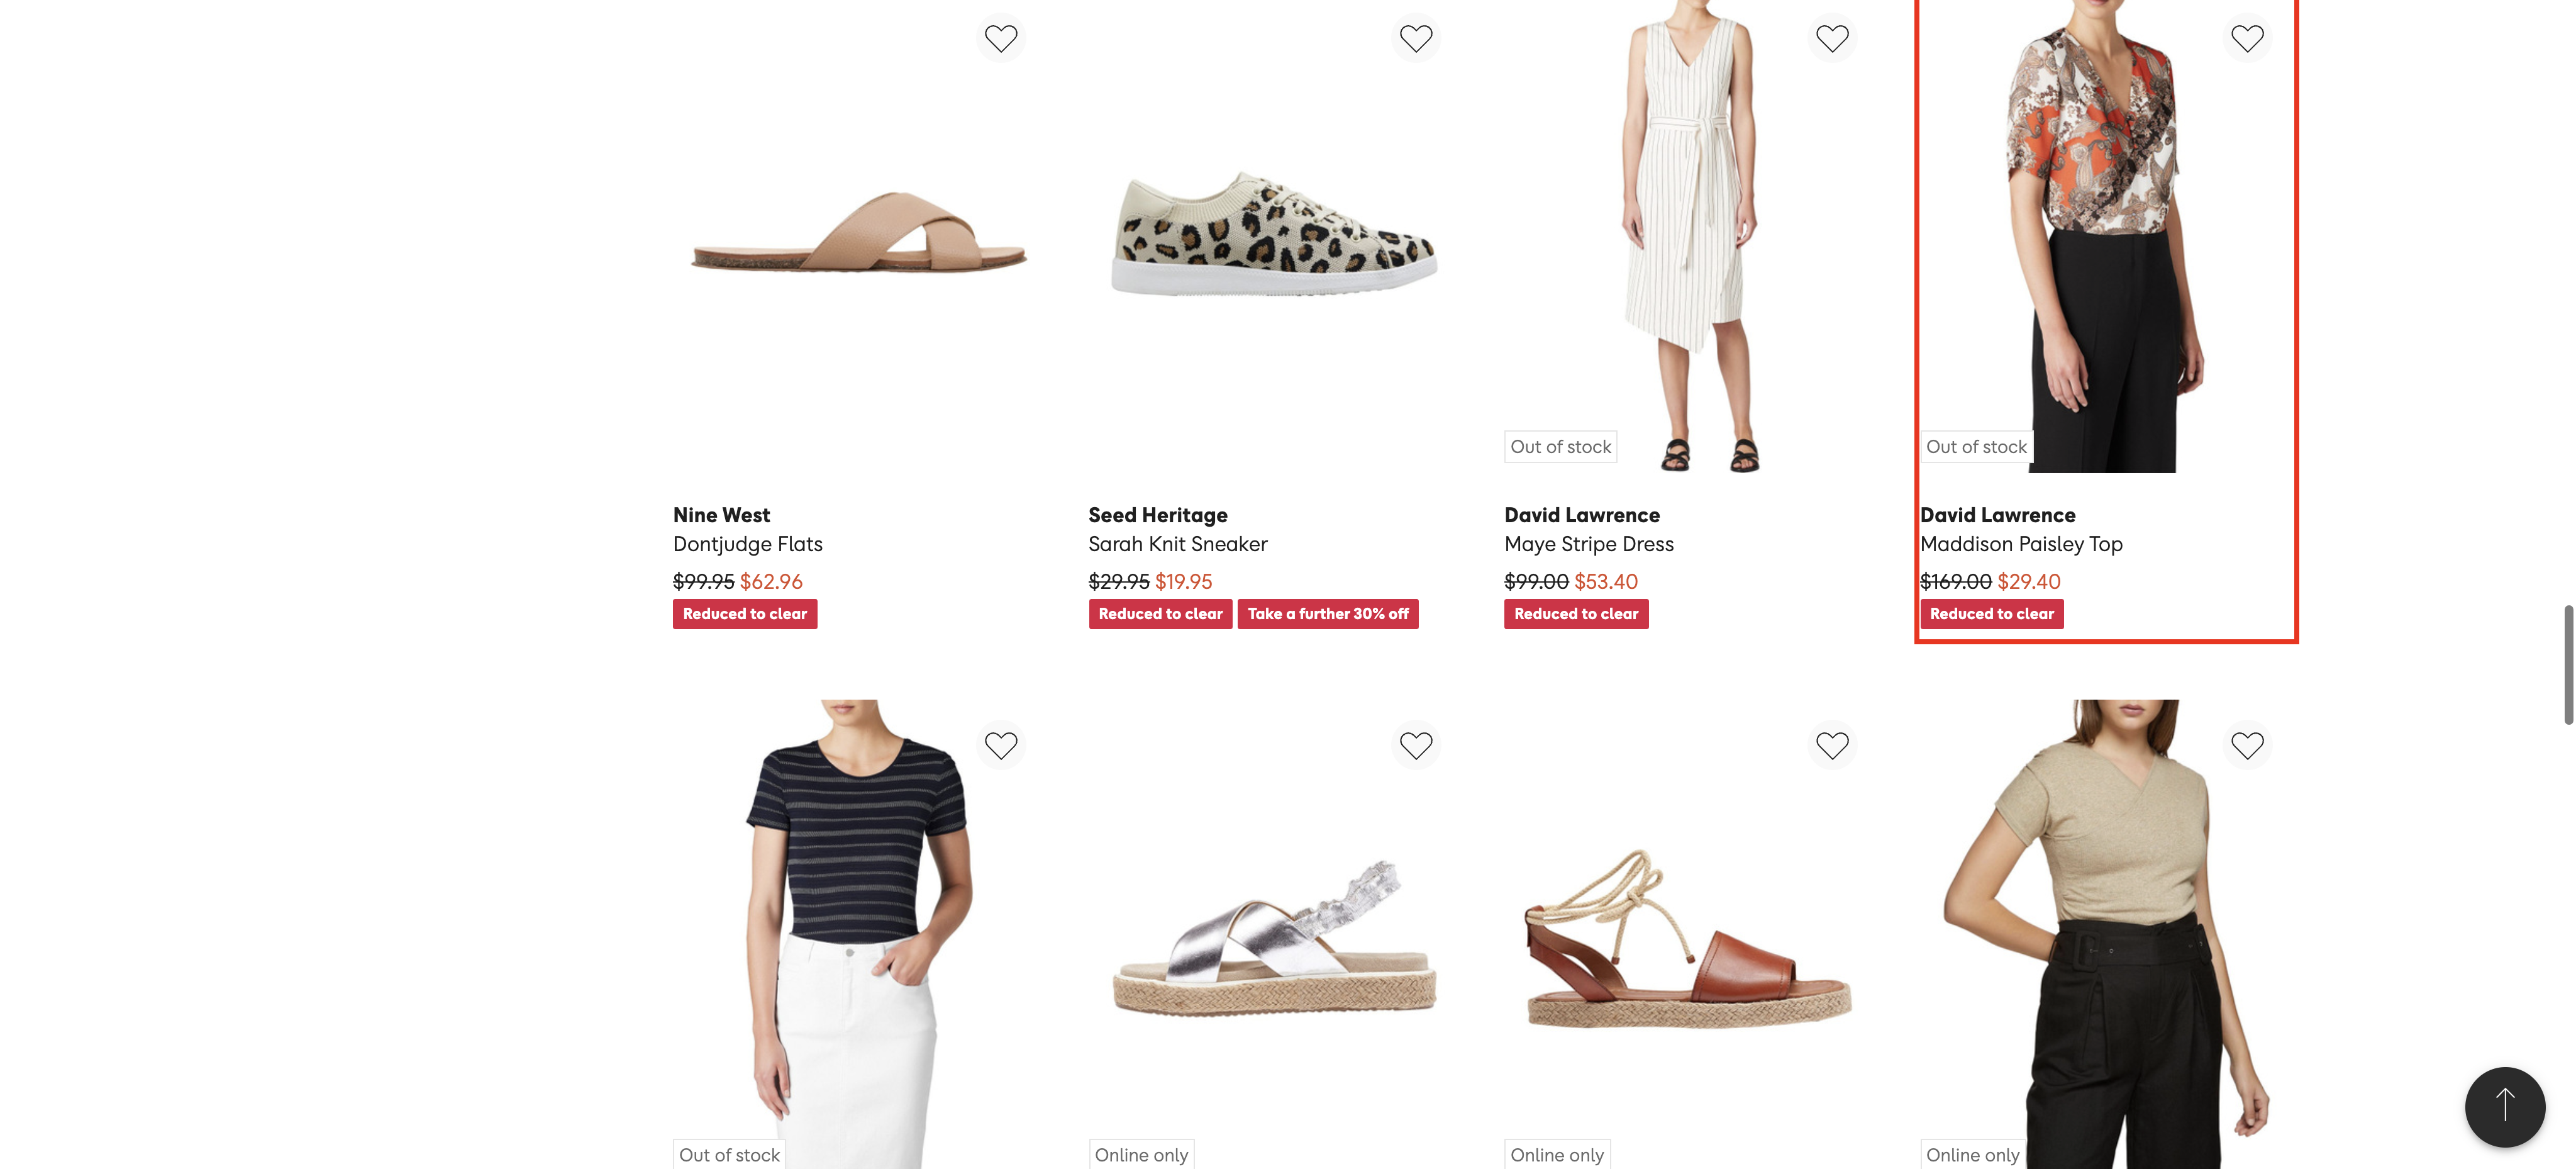 Out of stock
Out of stock
Nine West
Dontjudge Flats
$99.95 $62.96
Reduced to clear
Seed Heritage
Sarah Knit Sneaker
$29.95 $19.95
Reduced to clear Take a further 30% off
David Lawrence
Maye Stripe Dress
$99.00 $53.40
Reduced to clear
David Lawrence
Maddison Paisley Top
$169.00 $29.40
Reduced to clear
Out of stock
Online only
Online only
Online only